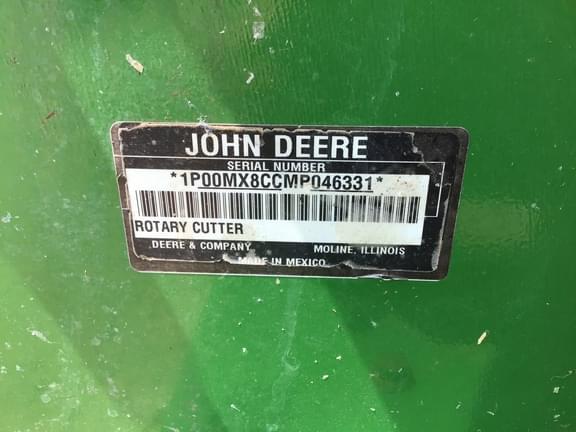 JOHN DEERE
SERIAL NUMBER
*1P00MX8CCMP046331*
ROTARY CUTTER
DEERE & COMPANY MOLINE, ILLINOIS
MADE IN MEXICO